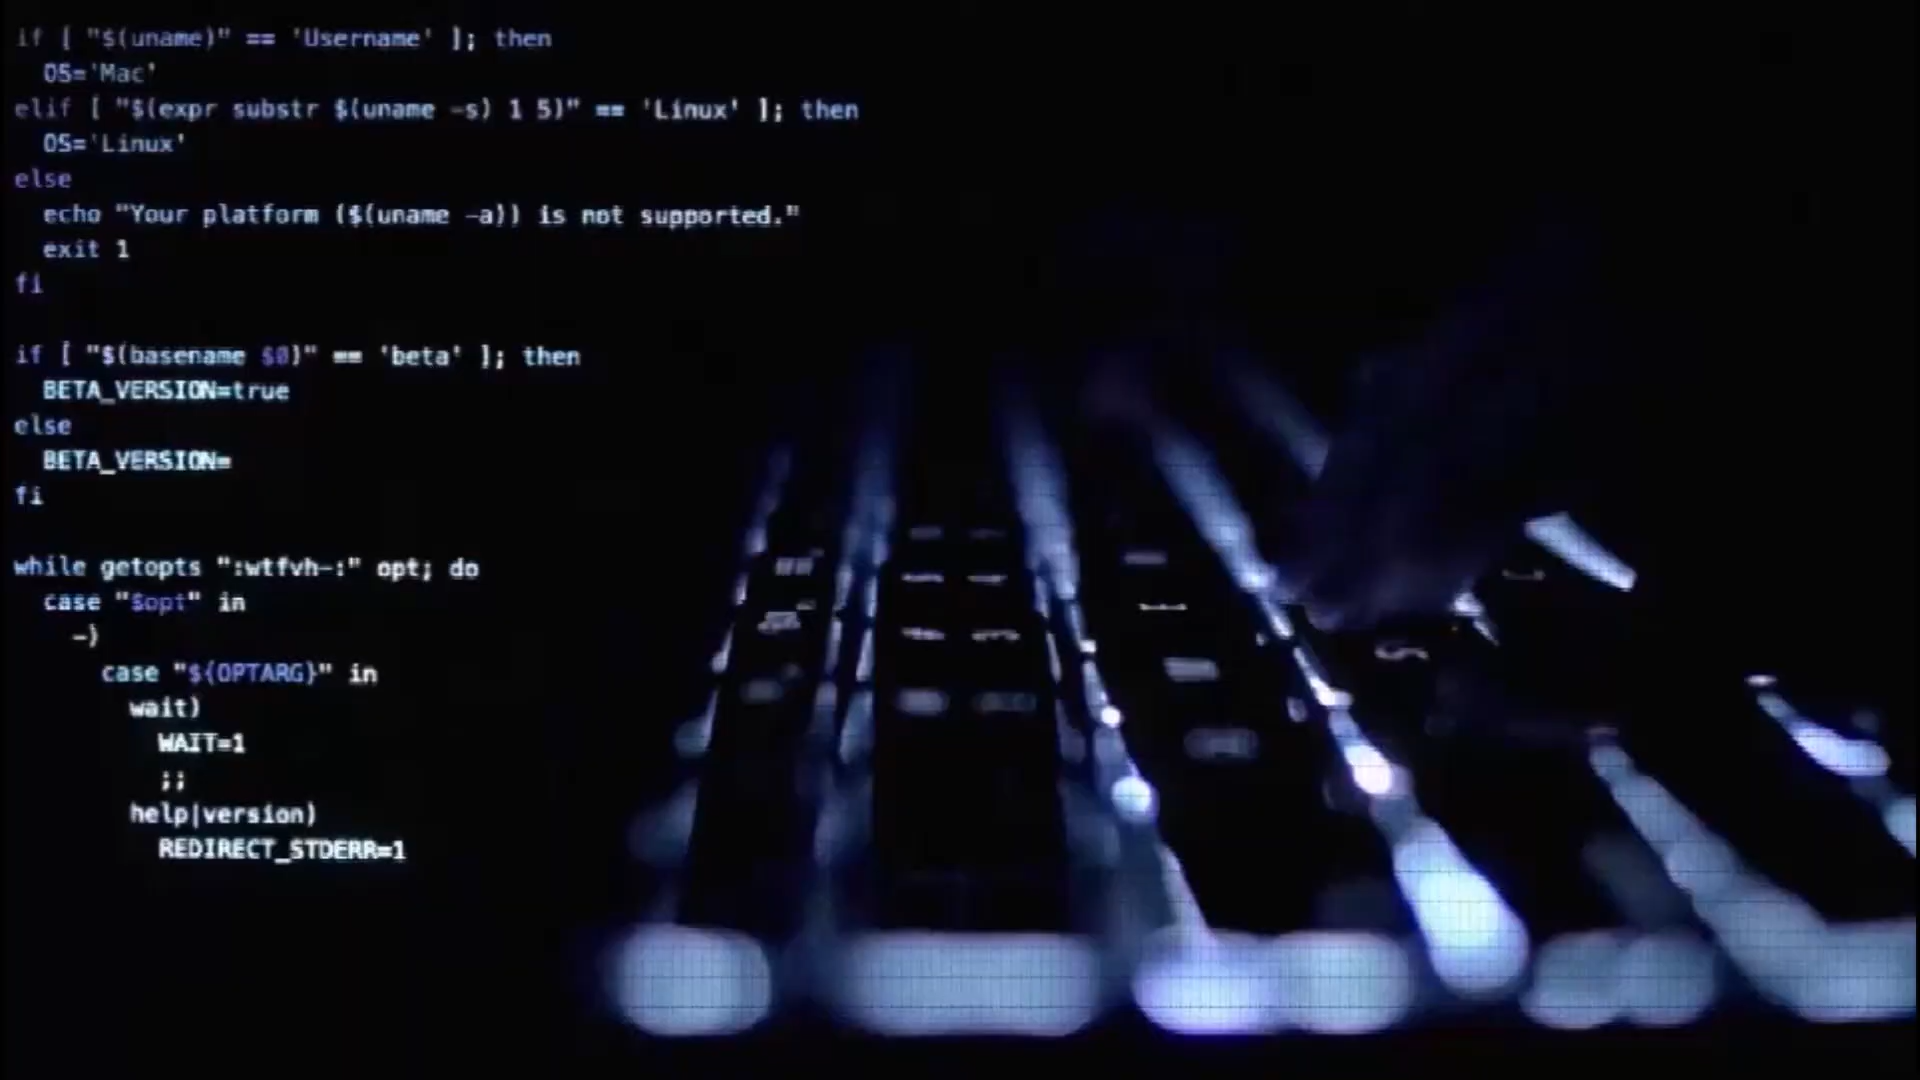 if [ "$(uname)" == 'Username' ]; then
  OS='Mac'
elif [ "$(expr substr $(uname -s) 1 5)" == 'Linux' ]; then
  OS='Linux'
else
  echo "Your platform ($(uname -a)) is not supported."
  exit 1
fi

if [ "$(basename $0)" == 'beta' ]; then
  BETA_VERSION=true
else
  BETA_VERSION=
fi

while getopts ":wtfvh-:" opt; do
  case "$opt" in
    -)
      case "${OPTARG}" in
        wait)
          WAIT=1
          ;;
        help|version)
          REDIRECT_STDERR=1